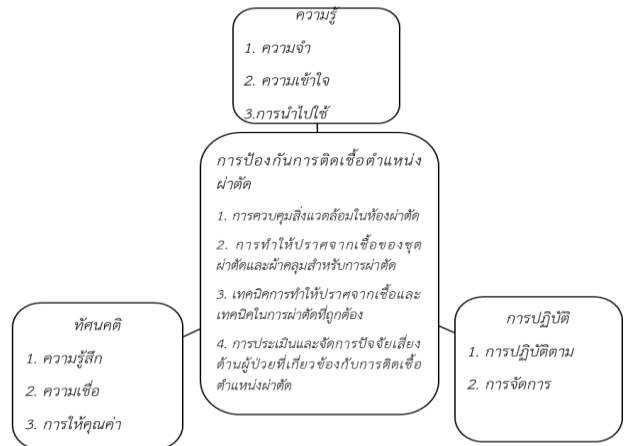 ความรู้
1. ความจำ
2. ความเข้าใจ
3.การนำไปใช้
การป้องกันการติดเชื้อตำแหน่ง
ผ่าตัด
1. การควบคุมสิ่งแวดล้อมในห้องผ่าตัด
2. การทำให้ปราศจากเชื้อของชุด
ผ่าตัดและผ้าคลุมสำหรับการผ่าตัด
3. เทคนิคการทำให้ปราศจากเชื้อและ
เทคนิคในการผ่าตัดที่ถูกต้อง
4. การประเมินและจัดการปัจจัยเสี่ยง
ด้านผู้ป่วยที่เกี่ยวข้องกับการติดเชื้อ
ตำแหน่งผ่าตัด
ทัศนคติ
1. ความรู้สึก
2. ความเชื่อ
3. การให้คุณค่า
การปฏิบัติ
1. การปฏิบัติตาม
2. การจัดการ